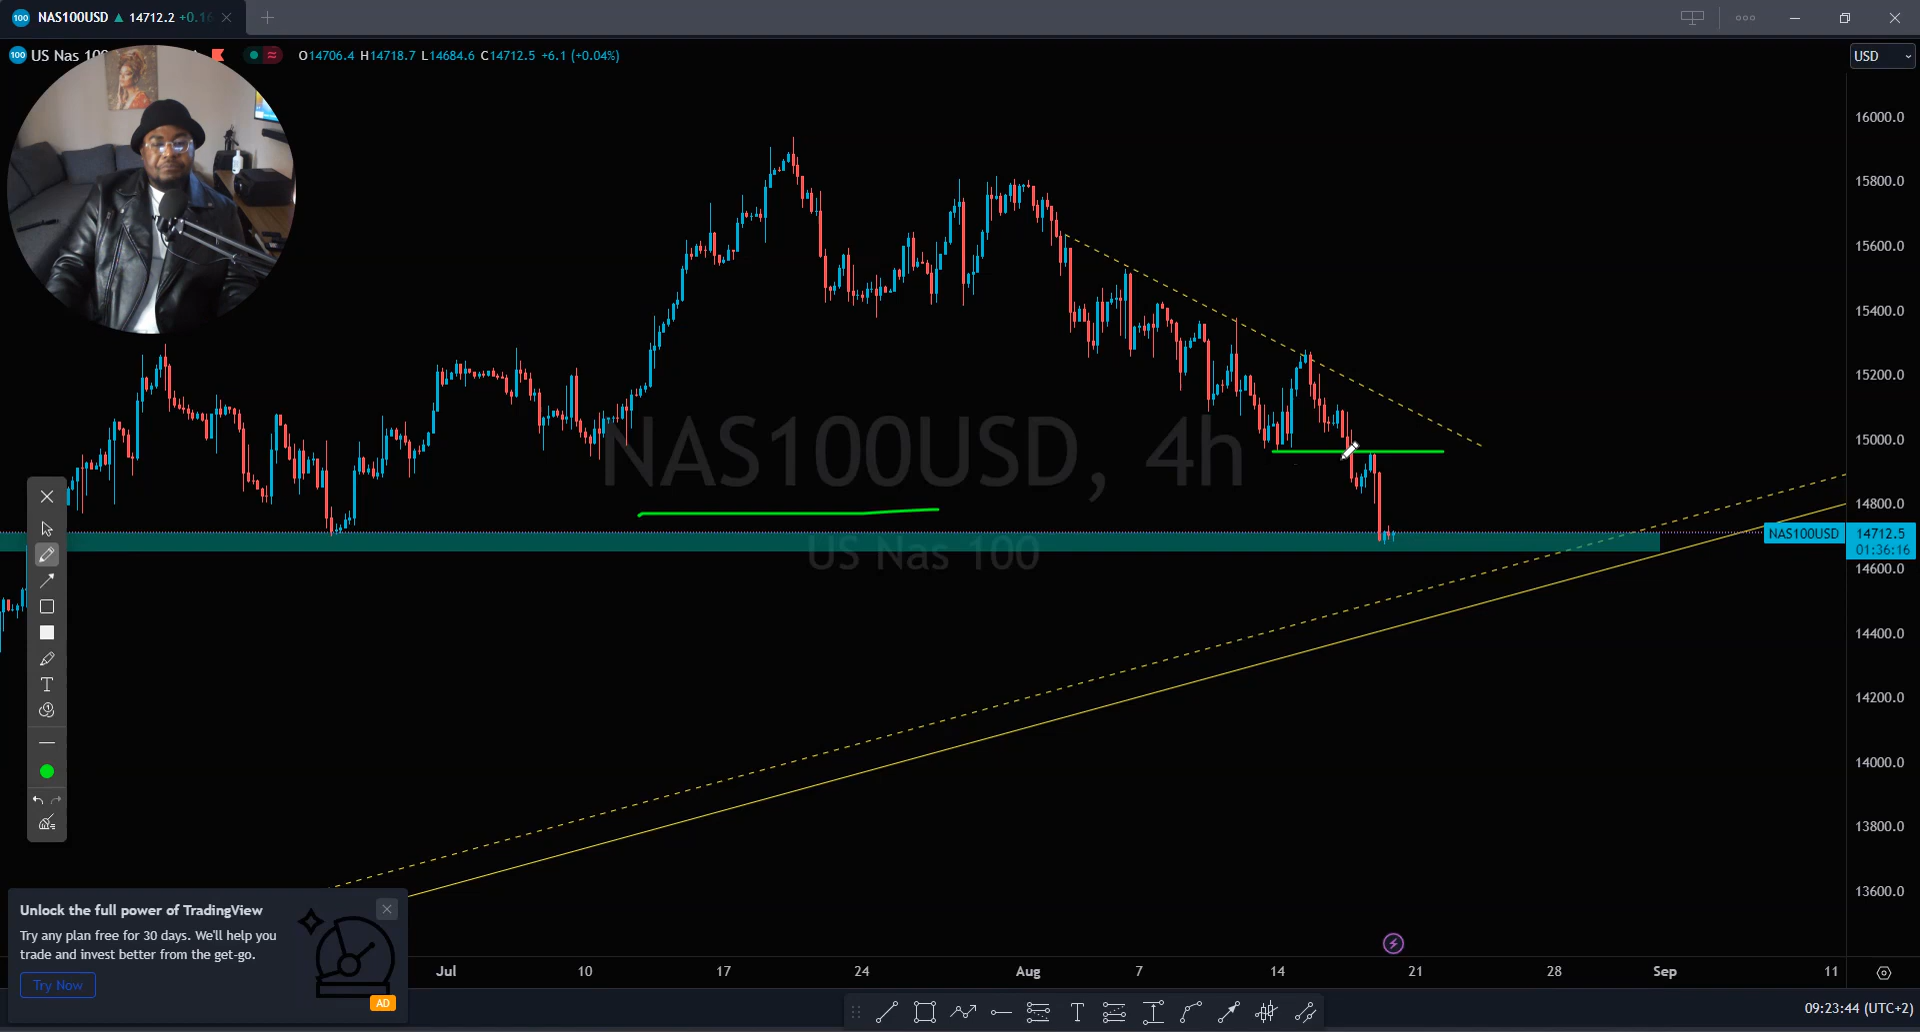 100 NAS100USD ▲ 14712.2 +0.16
100 US Nas 100 O14706.4 H14718.7 L14684.6 C14712.5 +6.1 (+0.04%)
USD
16000.0
15800.0
15600.0
15400.0
15200.0
15000.0
14800.0
NAS100USD 14712.5
01:36:16
14600.0
14400.0
14200.0
14000.0
13800.0
13600.0
NAS100USD, 4h
US Nas 100
T
Unlock the full power of TradingView
Try any plan free for 30 days. We'll help you
trade and invest better from the get-go.
Try Now
AD
Jul 10 17 24 Aug 7 14 21 28 Sep 11
T
09:23:44 (UTC+2)